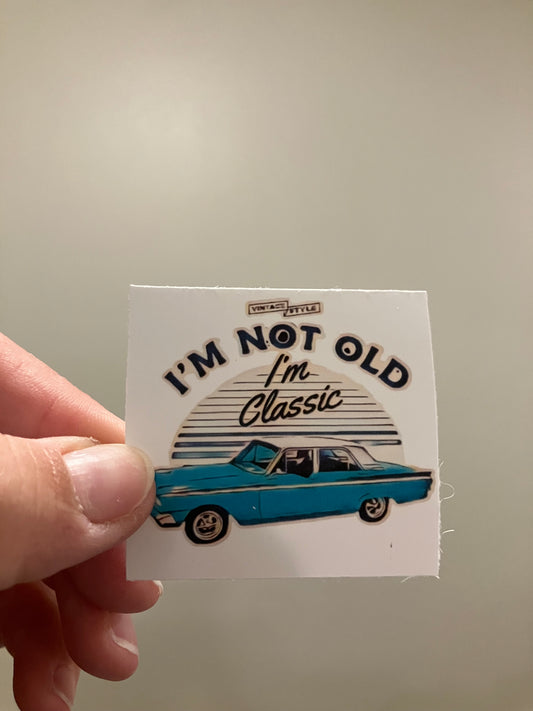 VINTAGE STYLE
I'M NOT OLD
I'm
Classic